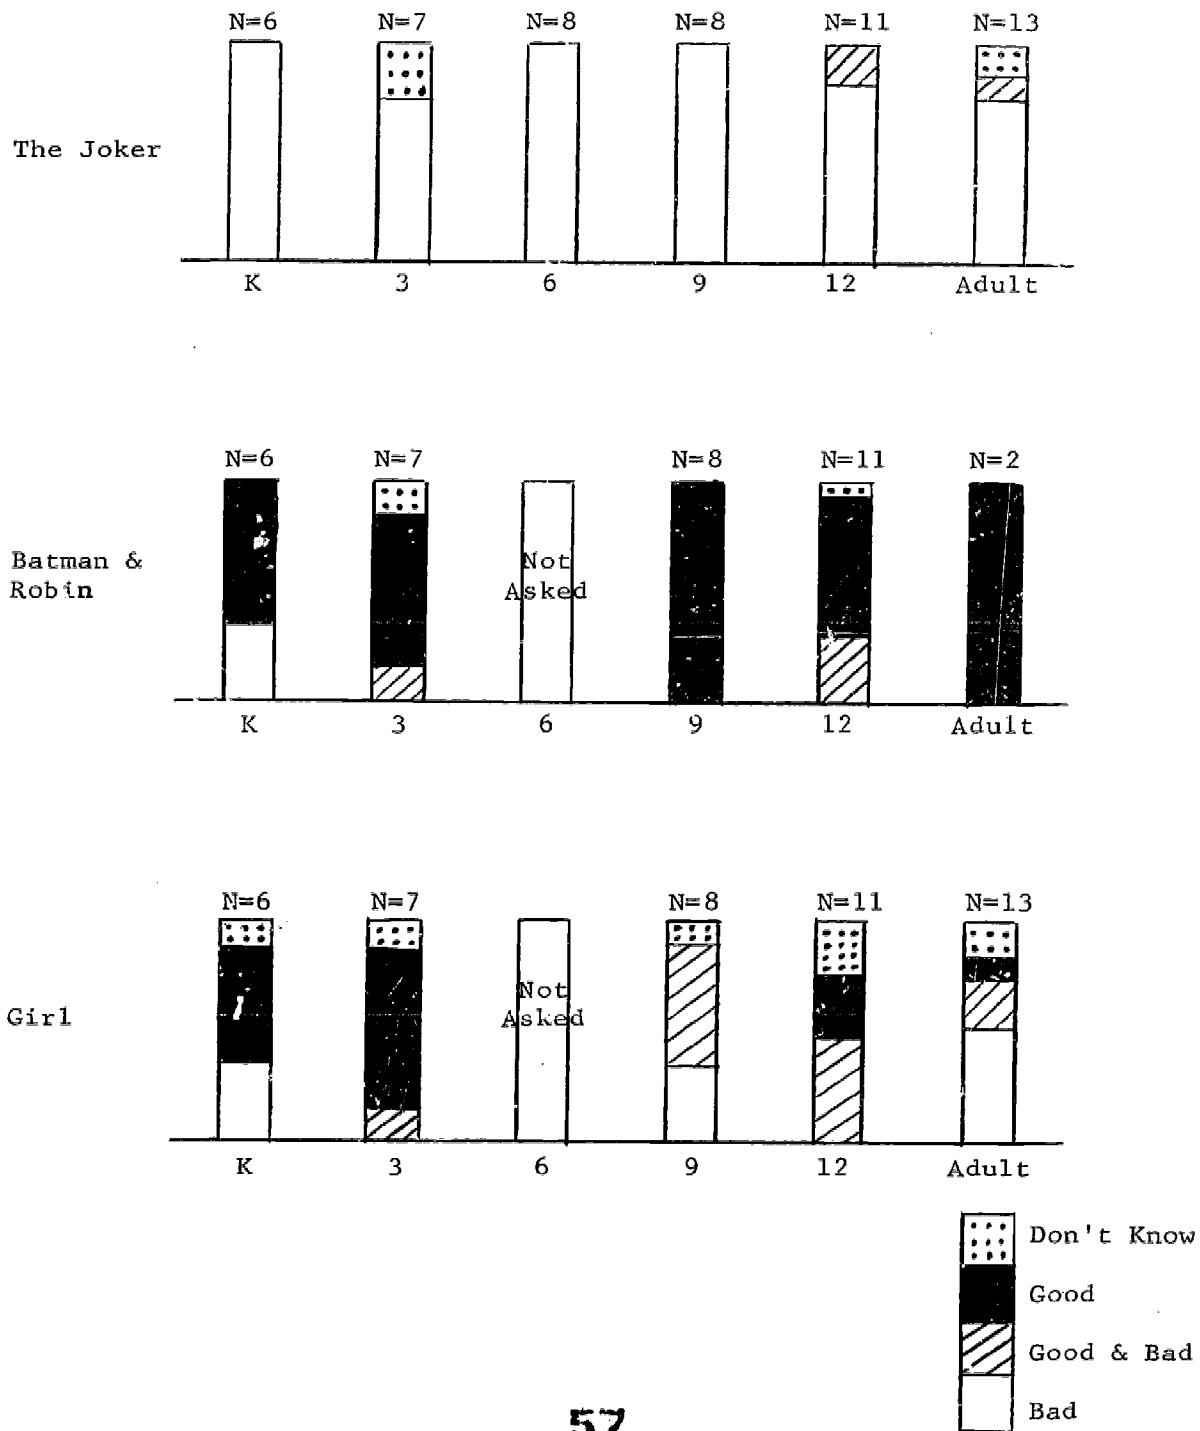 N=6 N=7 N=8 N=8 N=11 N=13
The Joker
K 3 6 9 12 Adult
N=6 N=7 N=8 N=11 N=2
Batman &
Robin
Not
Asked
K 3 6 9 12 Adult
N=6 N=7 N=8 N=11 N=13
Girl
Not
Asked
K 3 6 9 12 Adult
Don't Know
Good
Good & Bad
Bad
57